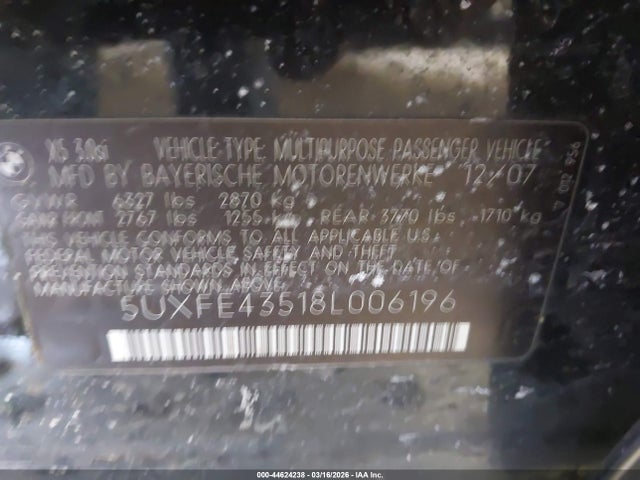 X5 3.0si VEHICLE-TYPE: MULTIPURPOSE PASSENGER VEHICLE
MFD BY BAYERISCHE MOTORENWERKE 12/07
GVWR 6327 lbs 2870 kg
GAWR FRONT 2767 lbs 1255 kg REAR 3770 lbs 1710 kg
THIS VEHICLE CONFORMS TO ALL APPLICABLE U.S.
FEDERAL MOTOR VEHICLE SAFETY AND THEFT
PREVENTION STANDARDS IN EFFECT ON THE DATE OF
MANUFACTURE SHOWN ABOVE.
5UXFE43518L006196
000-44624238 - 03/16/2026 - IAA Inc.